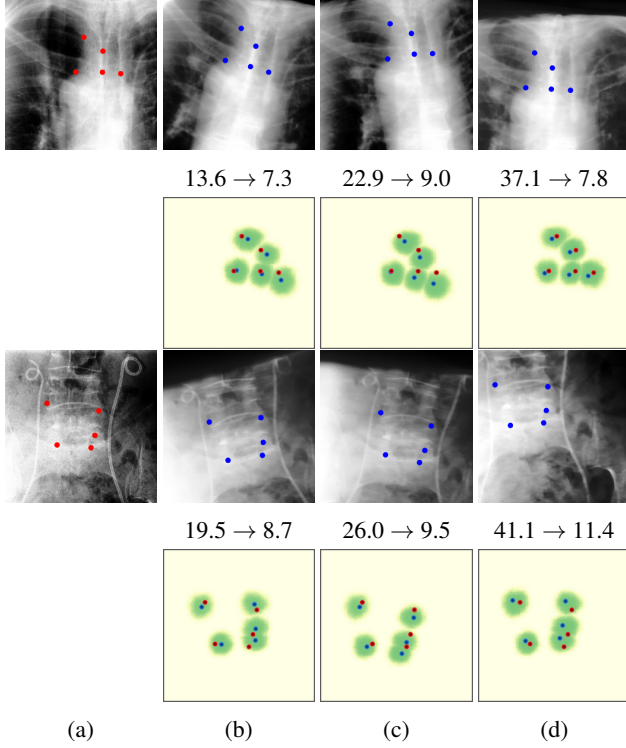 13.6 → 7.3 22.9 → 9.0 37.1 → 7.8
19.5 → 8.7 26.0 → 9.5 41.1 → 11.4
(a) (b) (c) (d)